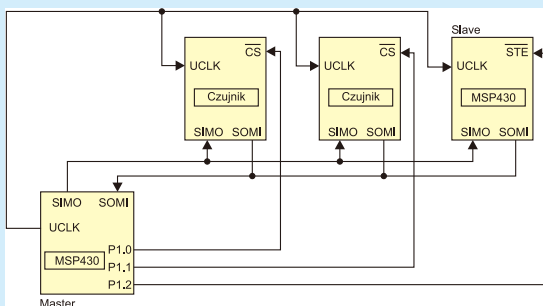 Slave
CS
CS
STE
UCLK
UCLK
UCLK
Czujnik
Czujnik
MSP430
SIMO SOMI
SIMO SOMI
SIMO SOMI
SIMO SOMI
UCLK
P1.0
MSP430
P1.1
P1.2
Master